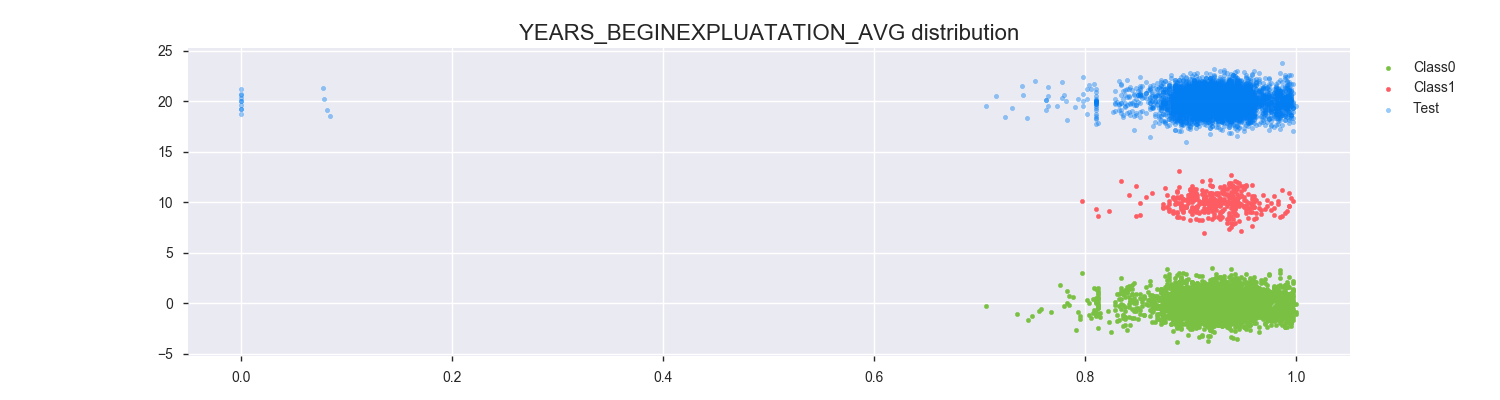 YEARS_BEGINEXPLUATATION_AVG distribution
25
20
15
10
5
0
−5
0.0 0.2 0.4 0.6 0.8 1.0
Class0
Class1
Test